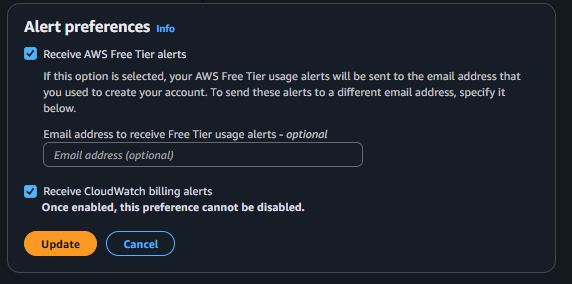 Alert preferences Info
Receive AWS Free Tier alerts
If this option is selected, your AWS Free Tier usage alerts will be sent to the email address that
you used to create your account. To send these alerts to a different email address, specify it
below.
Email address to receive Free Tier usage alerts - optional
Email address (optional)
Receive CloudWatch billing alerts
Once enabled, this preference cannot be disabled.
Update Cancel